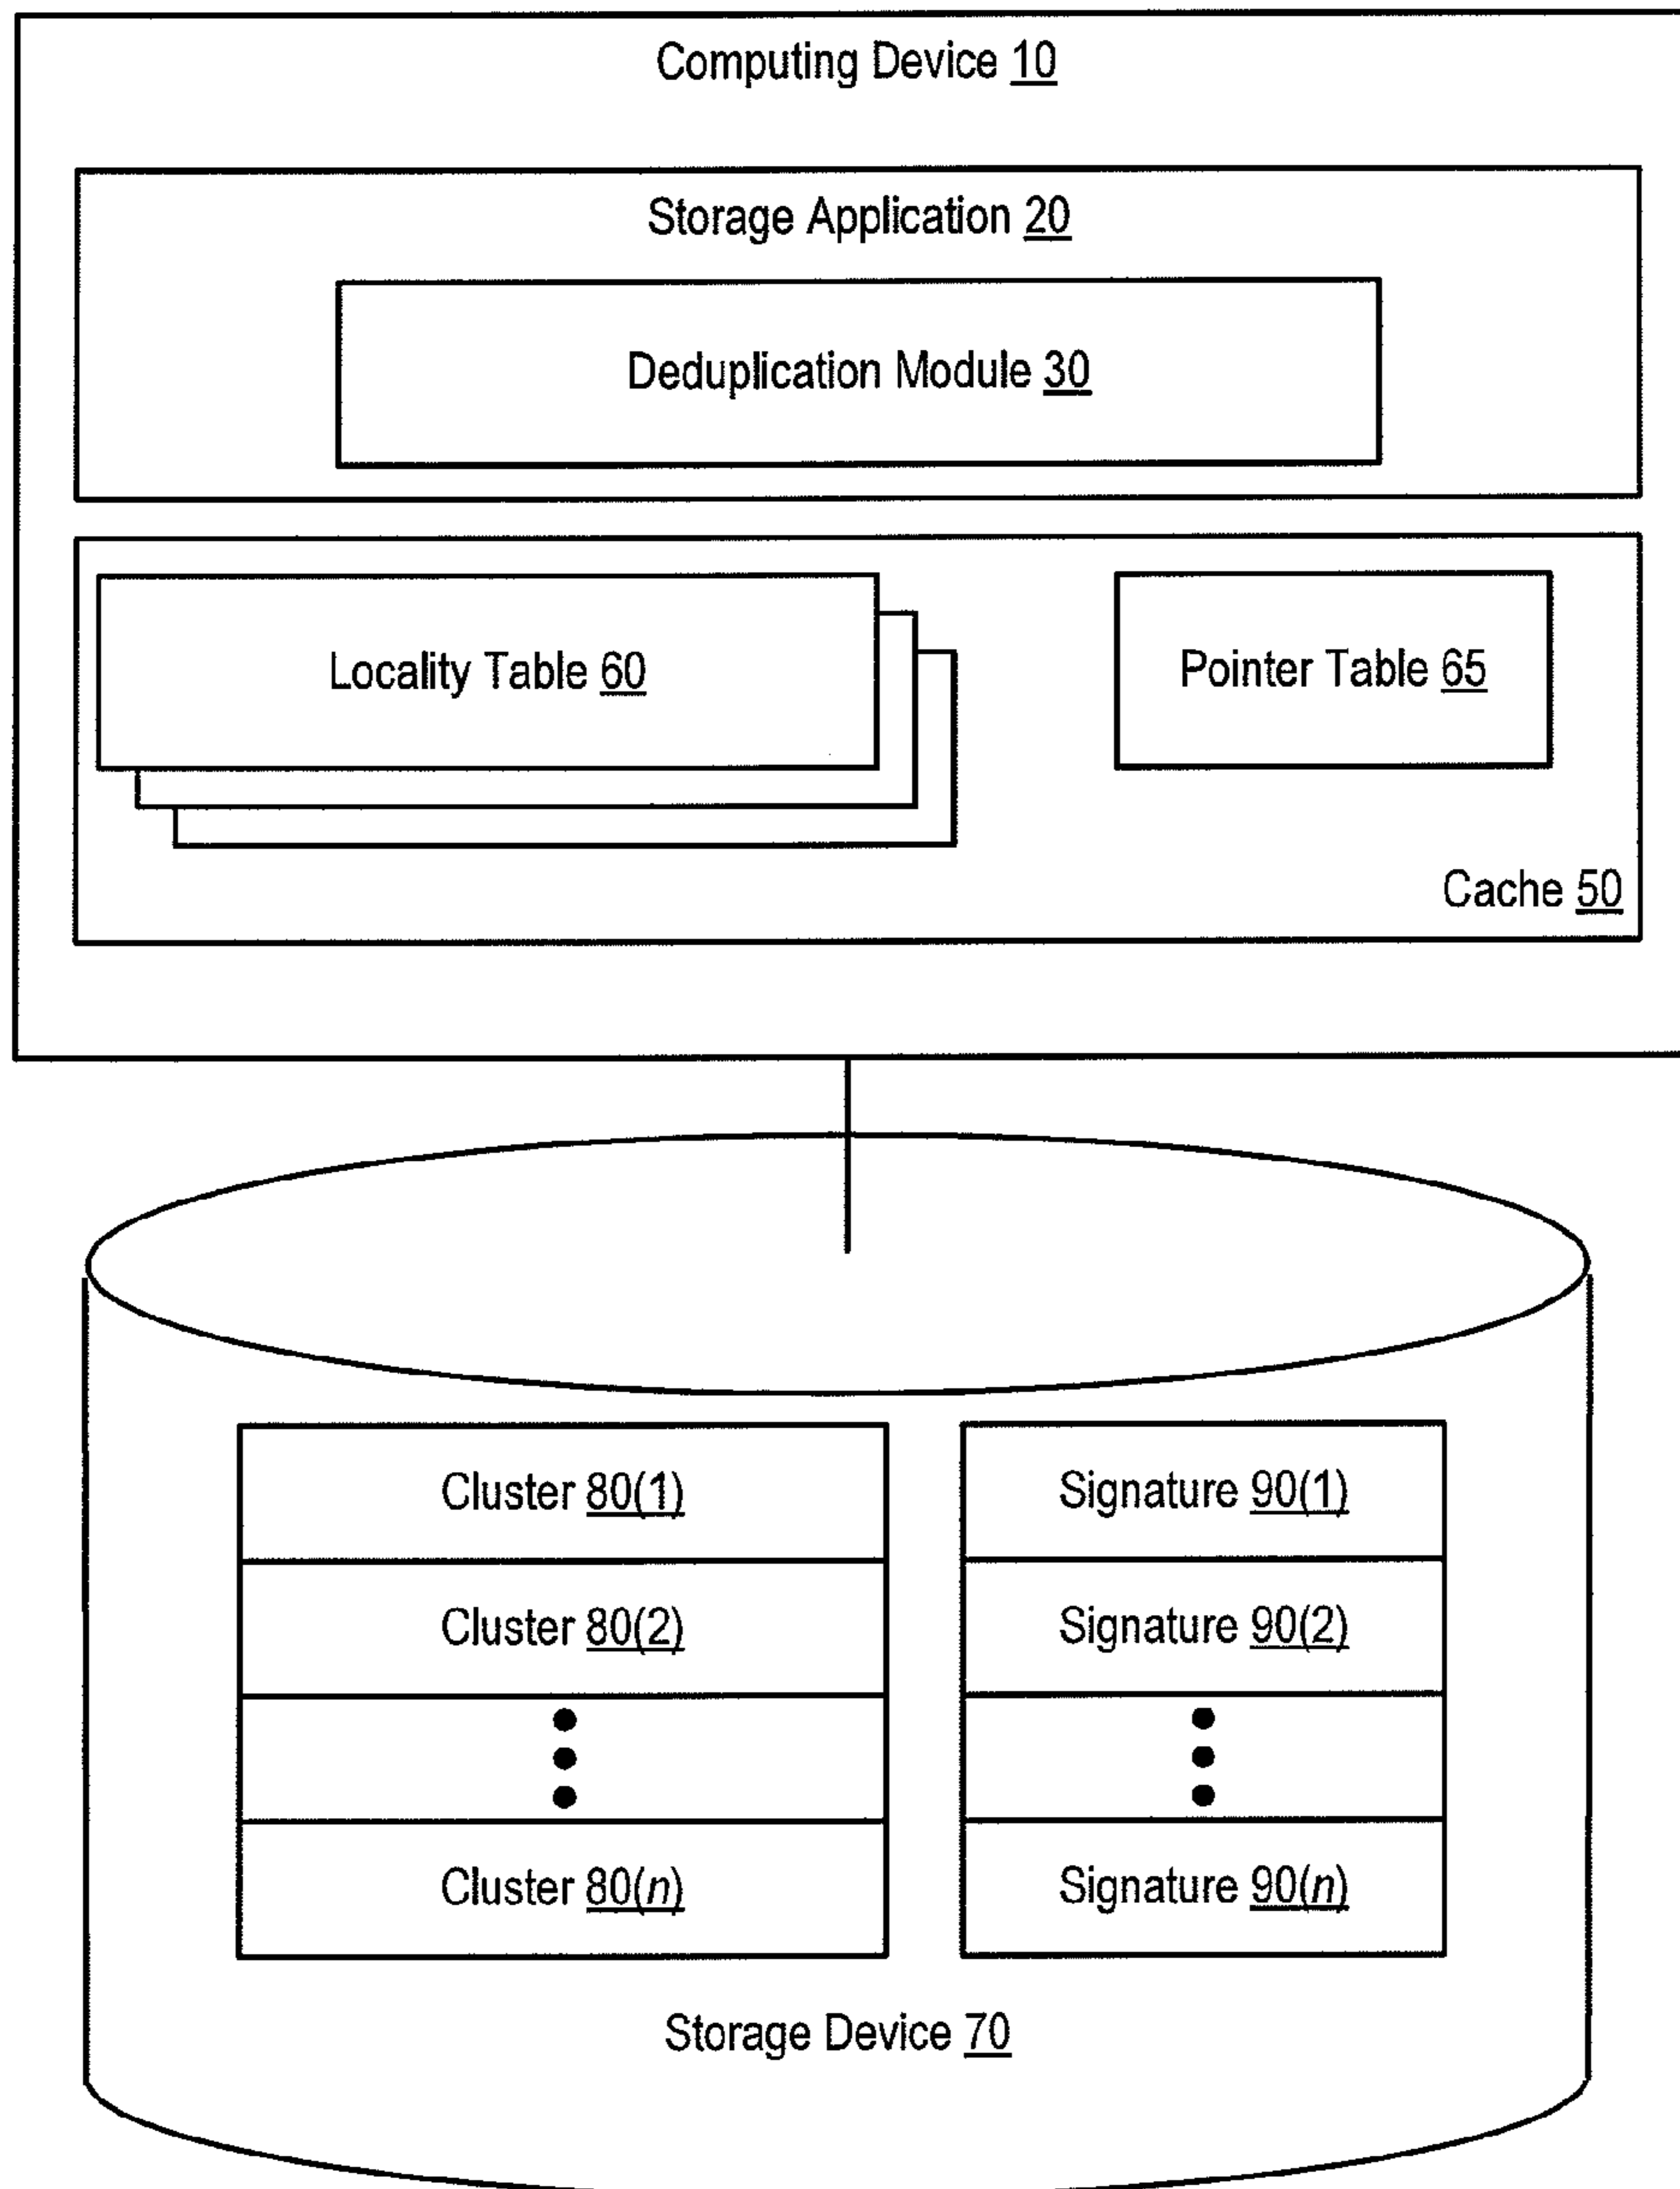 Computing Device 10
Storage Application 20
Deduplication Module 30
Locality Table 60
Pointer Table 65
Cache 50
Cluster 80(1)
Signature 90(1)
Cluster 80(2)
Signature 90(2)
Cluster 80(n)
Signature 90(n)
Storage Device 70